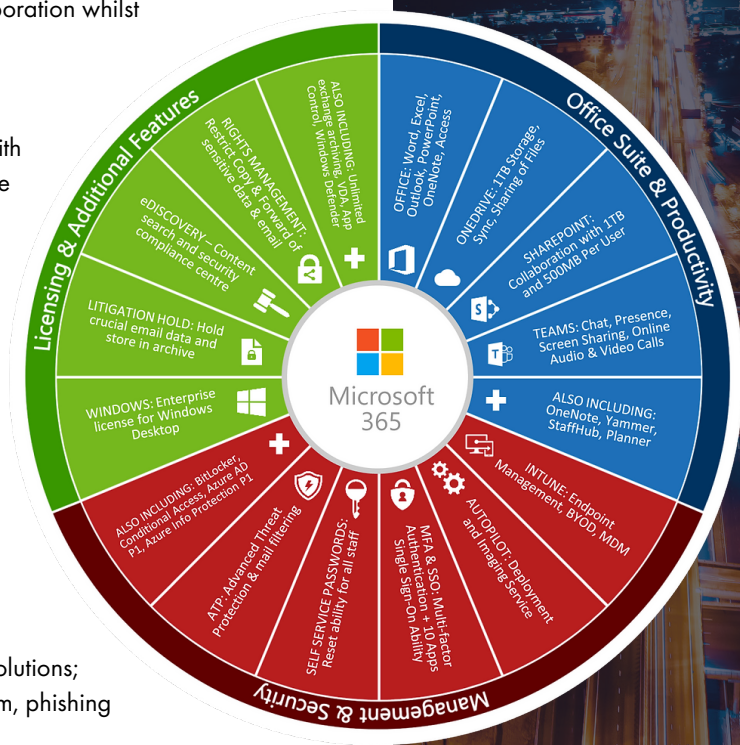 poration whilst
ith
e
olutions;
m, phishing
Office Suite & Productivity
OFFICE: Word, Excel,
Outlook, PowerPoint,
OneNote, Access
ONEDRIVE: 1TB Storage,
Sync, Sharing of Files
SHAREPOINT:
Collaboration with 1TB
and 500MB Per User
TEAMS: Chat, Presence,
Screen Sharing, Online
Audio & Video Calls
ALSO INCLUDING:
OneNote, Yammer,
StaffHub, Planner
Management & Security
INTUNE: Endpoint
Management, BYOD, MDM
AUTOPILOT: Deployment
and Imaging Service
MFA & SSO: Multi-factor
Authentication + 10 Apps
Single Sign-On Ability
SELF SERVICE PASSWORDS:
Reset ability for all staff
ATP: Advanced Threat
Protection & mail filtering
ALSO INCLUDING: BitLocker,
Conditional Access, Azure AD
P1, Azure Info Protection P1
Licensing & Additional Features
WINDOWS: Enterprise
license for Windows
Desktop
LITIGATION HOLD: Hold
crucial email data and
store in archive
eDISCOVERY – Content
search and security
compliance centre
RIGHTS MANAGEMENT:
Restrict Copy & Forward of
sensitive data & email
ALSO INCLUDING: Unlimited
exchange archiving, VDA, App
Control, Windows Defender
Microsoft
365